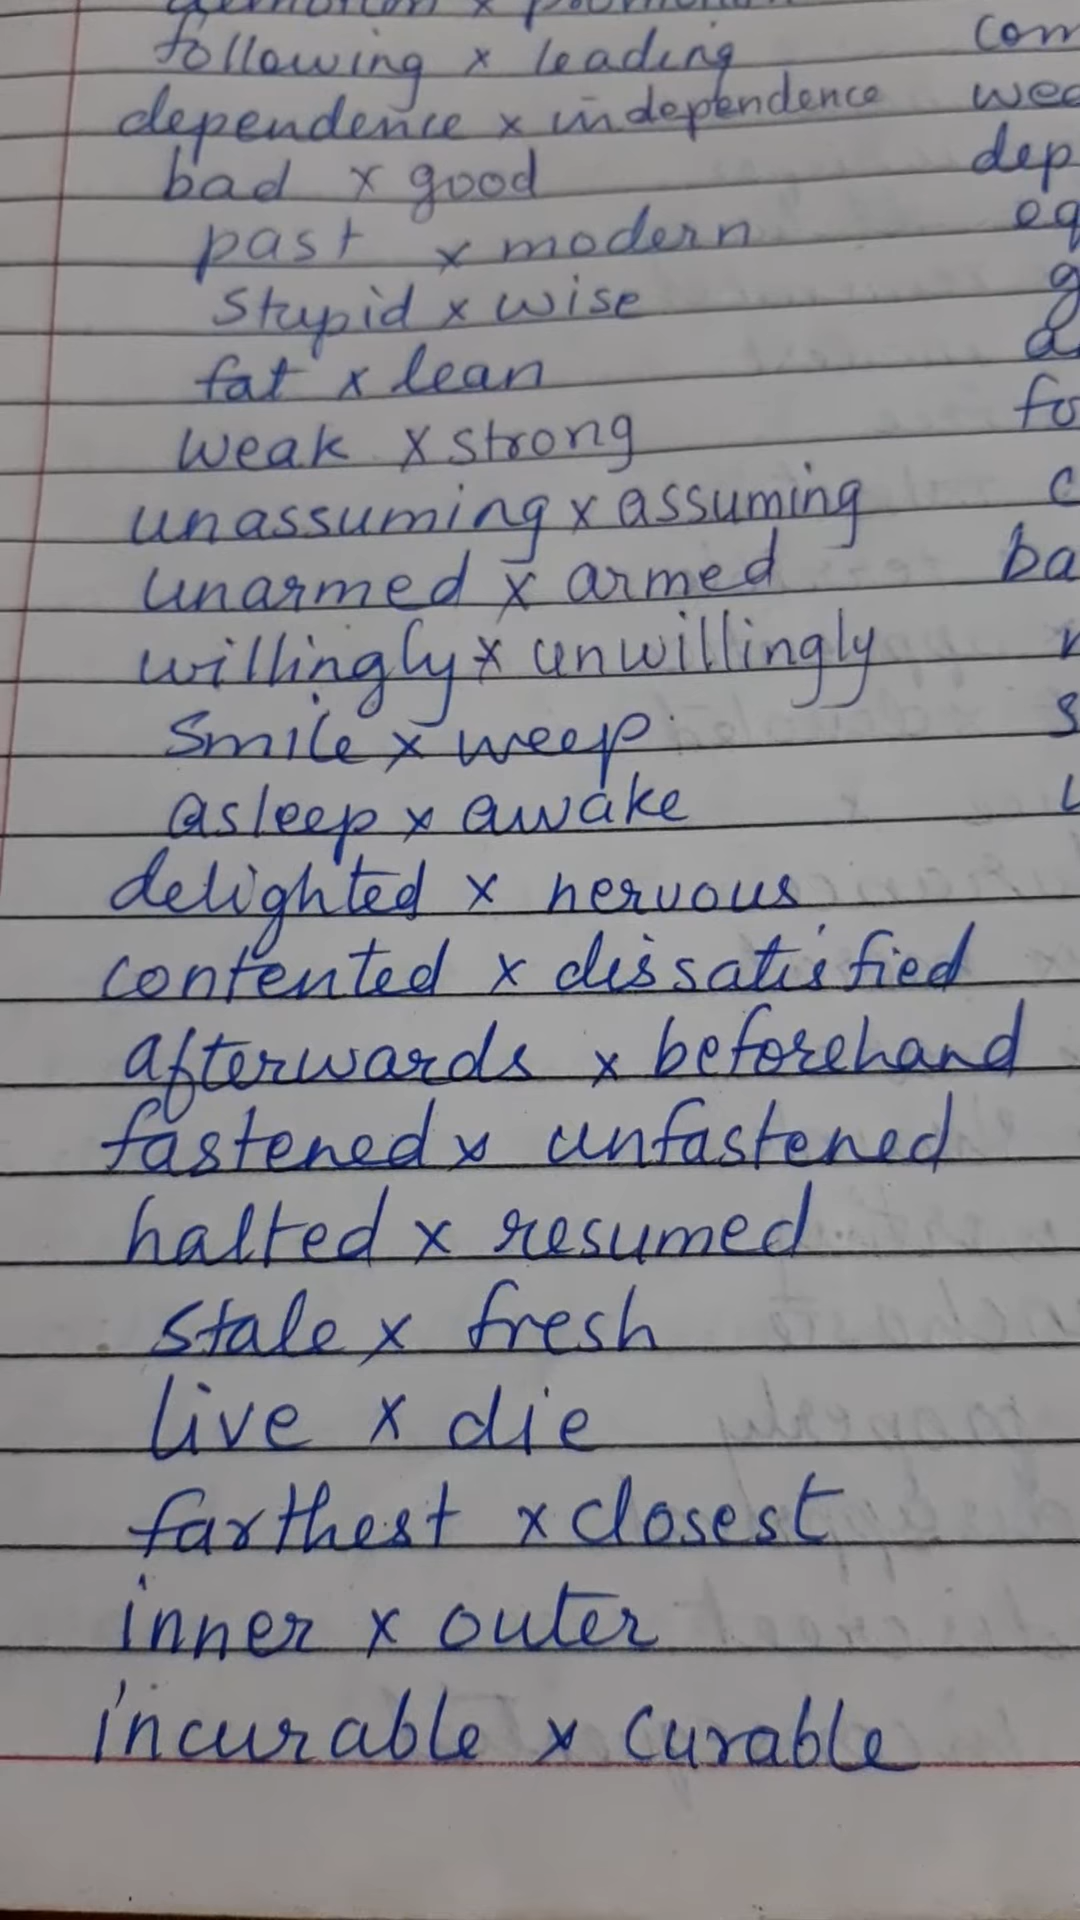 following x leading
dependence x independence
bad x good
past x modern
stupid x wise
fat x lean
weak x strong
unassuming x assuming
unarmed x armed
willingly x unwillingly
smile x weep
asleep x awake
delighted x nervous
contented x dissatisfied
afterwards x beforehand
fastened x unfastened
halted x resumed
stale x fresh
live x die
farthest x closest
inner x outer
incurable x curable